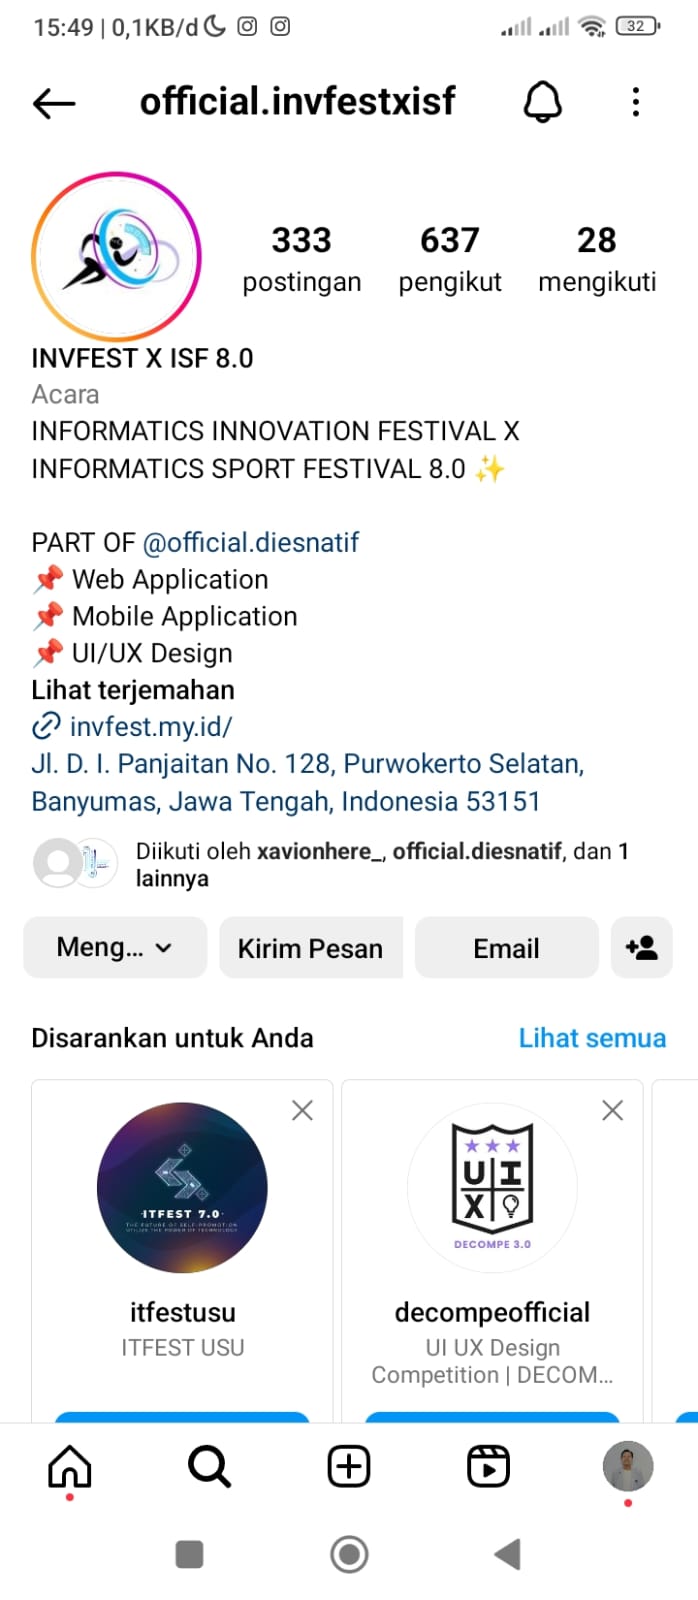 15:49 | 0,1KB/d
32
official.invfestxisf
333
postingan
637
pengikut
28
mengikuti
INVFEST X ISF 8.0
Acara
INFORMATICS INNOVATION FESTIVAL X
INFORMATICS SPORT FESTIVAL 8.0 ✨
PART OF @official.diesnatif
📌 Web Application
📌 Mobile Application
📌 UI/UX Design
Lihat terjemahan
invfest.my.id/
Jl. D. I. Panjaitan No. 128, Purwokerto Selatan,
Banyumas, Jawa Tengah, Indonesia 53151
Diikuti oleh xavionhere_, official.diesnatif, dan 1
lainnya
Meng...
Kirim Pesan
Email
Disarankan untuk Anda
Lihat semua
ITFEST 7.0
THE FUTURE OF SELF-PROMOTION
UTILIZE THE POWER OF TECHNOLOGY
itfestusu
ITFEST USU
UI
X
DECOMPE 3.0
decompeofficial
UI UX Design
Competition | DECOM...